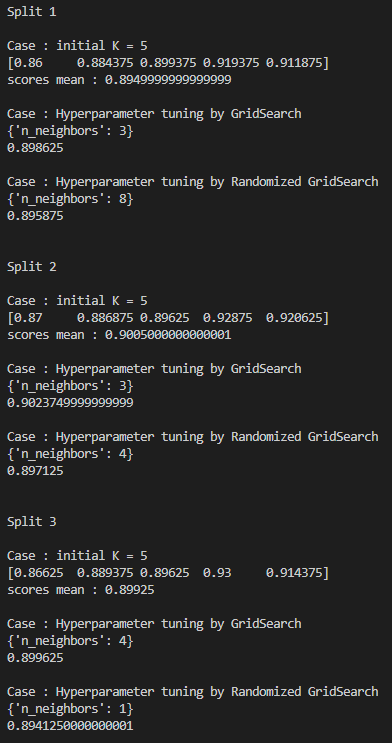 Split 1
Case : initial K = 5
[0.86     0.884375 0.899375 0.919375 0.911875]
scores mean : 0.8949999999999999
Case : Hyperparameter tuning by GridSearch
{'n_neighbors': 3}
0.898625
Case : Hyperparameter tuning by Randomized GridSearch
{'n_neighbors': 8}
0.895875
Split 2
Case : initial K = 5
[0.87     0.886875 0.89625  0.92875  0.920625]
scores mean : 0.9005000000000001
Case : Hyperparameter tuning by GridSearch
{'n_neighbors': 3}
0.9023749999999999
Case : Hyperparameter tuning by Randomized GridSearch
{'n_neighbors': 4}
0.897125
Split 3
Case : initial K = 5
[0.86625  0.889375 0.89625  0.93     0.914375]
scores mean : 0.89925
Case : Hyperparameter tuning by GridSearch
{'n_neighbors': 4}
0.899625
Case : Hyperparameter tuning by Randomized GridSearch
{'n_neighbors': 1}
0.8941250000000001